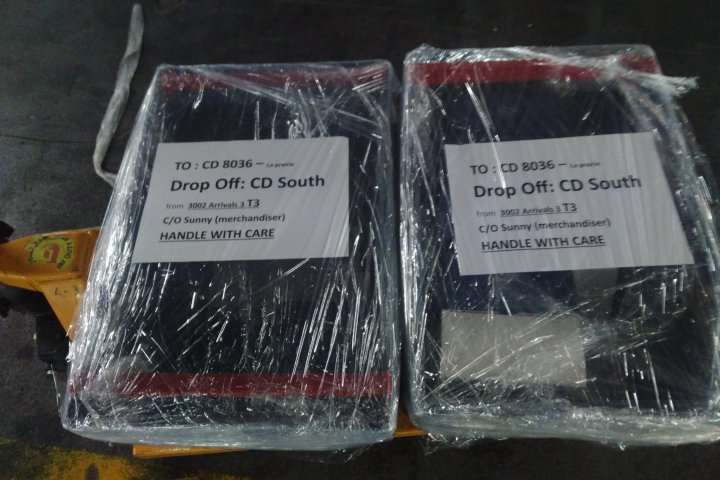 TO : CD 8036 – La prairie
Drop Off: CD South
from 3002 Arrivals 3 T3
C/O Sunny (merchandiser)
HANDLE WITH CARE
TO : CD 8036 – La prairie
Drop Off: CD South
from 3002 Arrivals 3 T3
C/O Sunny (merchandiser)
HANDLE WITH CARE